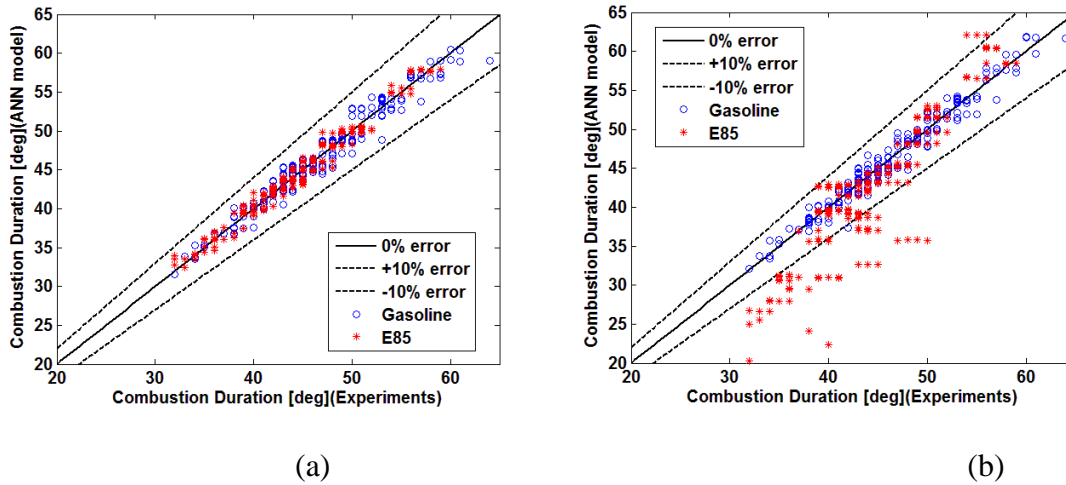 65
60
55
50
45
40
35
30
25
20
Combustion Duration [deg](ANN model)
0% error
+10% error
-10% error
Gasoline
E85
20 30 40 50 60
Combustion Duration [deg](Experiments)
(a)
65
60
55
50
45
40
35
30
25
20
Combustion Duration [deg](ANN model)
0% error
+10% error
-10% error
Gasoline
E85
20 30 40 50 60
Combustion Duration [deg](Experiments)
(b)